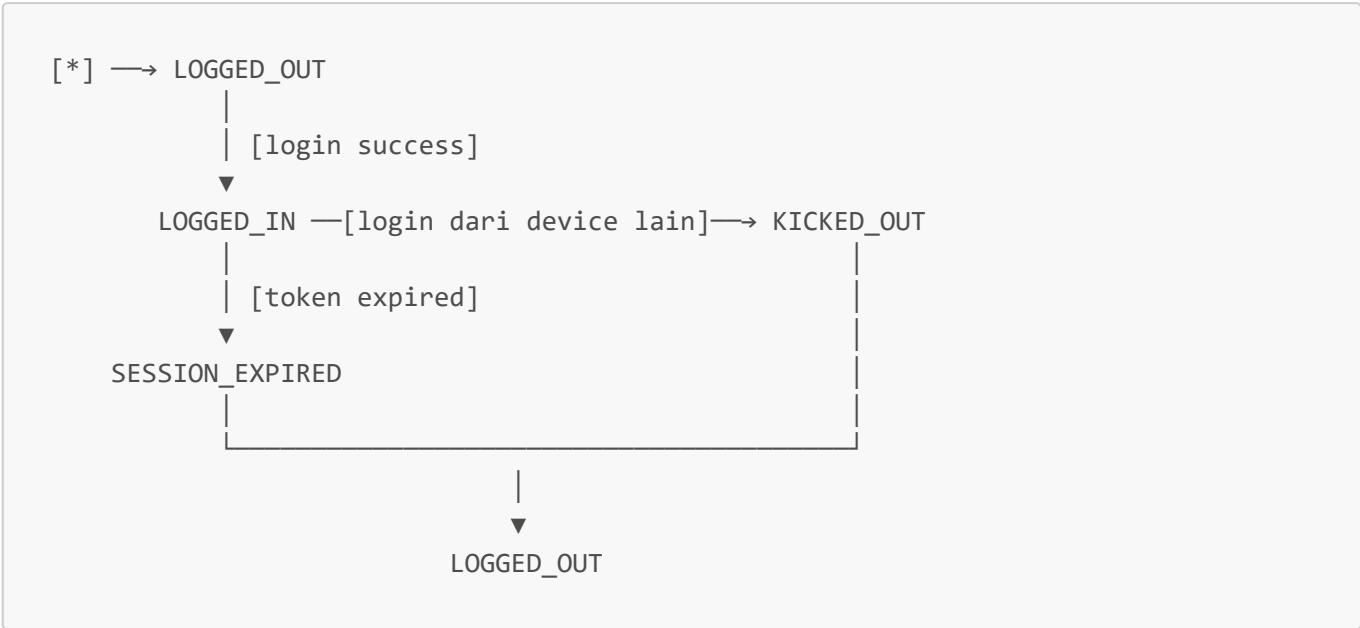 [*] ──→ LOGGED_OUT
[login success]
LOGGED_IN ──[login dari device lain]──→ KICKED_OUT
[token expired]
SESSION_EXPIRED
LOGGED_OUT